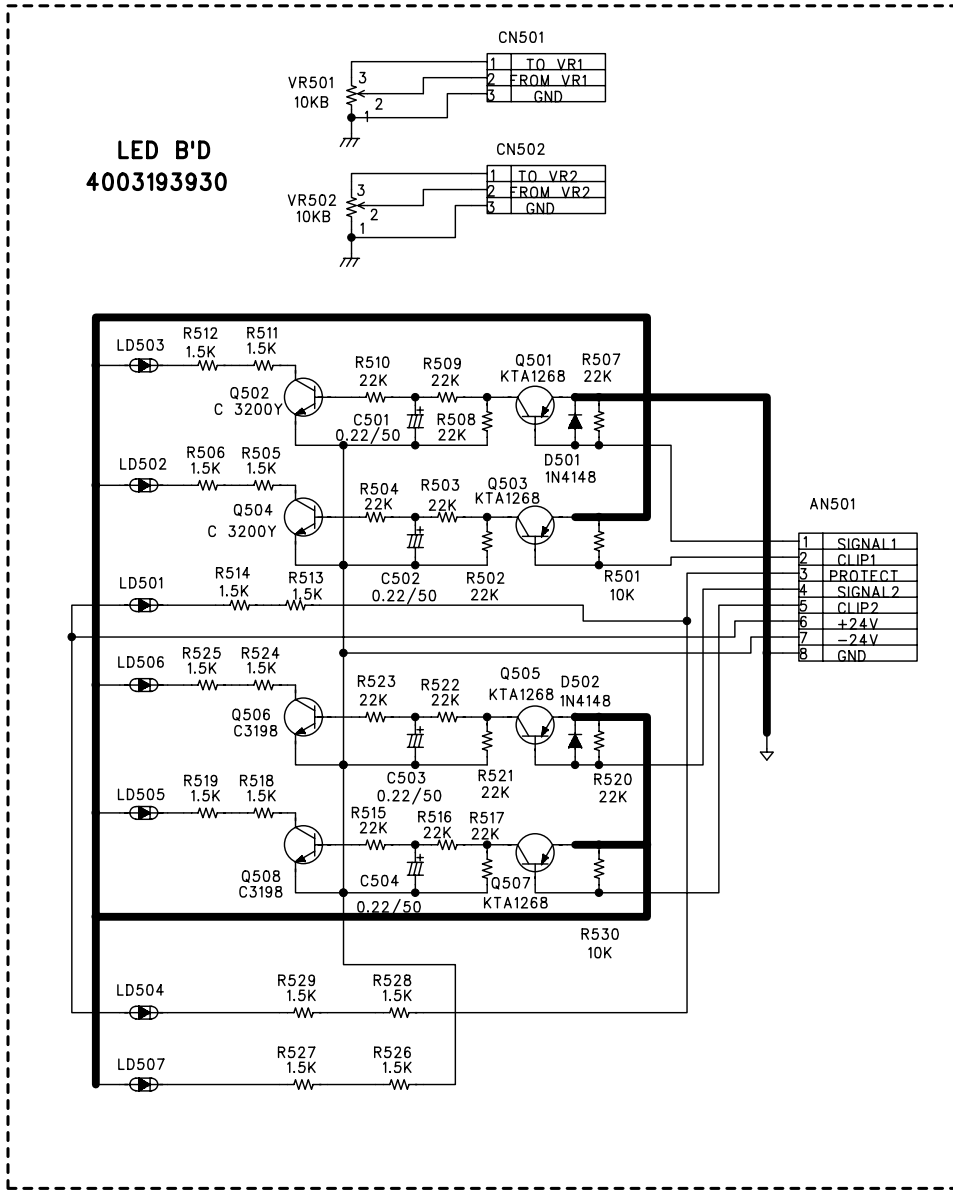 CN501
1 TO VR1
2 FROM VR1
3 GND
VR501
10KB
3
2
1
LED B'D
4003193930
CN502
1 TO VR2
2 FROM VR2
3 GND
VR502
10KB
3
2
1
LD503
R512
1.5K
R511
1.5K
Q502
C 3200Y
R510
22K
R509
22K
C501
0.22/50
R508
22K
Q501
KTA1268
R507
22K
D501
1N4148
LD502
R506
1.5K
R505
1.5K
Q504
C 3200Y
R504
22K
R503
22K
Q503
KTA1268
C502
0.22/50
R502
22K
R501
10K
AN501
1 SIGNAL1
2 CLIP1
3 PROTECT
4 SIGNAL2
5 CLIP2
6 +24V
7 -24V
8 GND
LD501
R514
1.5K
R513
1.5K
LD506
R525
1.5K
R524
1.5K
Q506
C3198
R523
22K
R522
22K
Q505
KTA1268
D502
1N4148
C503
0.22/50
R521
22K
R520
22K
LD505
R519
1.5K
R518
1.5K
Q508
C3198
R515
22K
R516
22K
R517
22K
C504
0.22/50
Q507
KTA1268
R530
10K
LD504
R529
1.5K
R528
1.5K
LD507
R527
1.5K
R526
1.5K